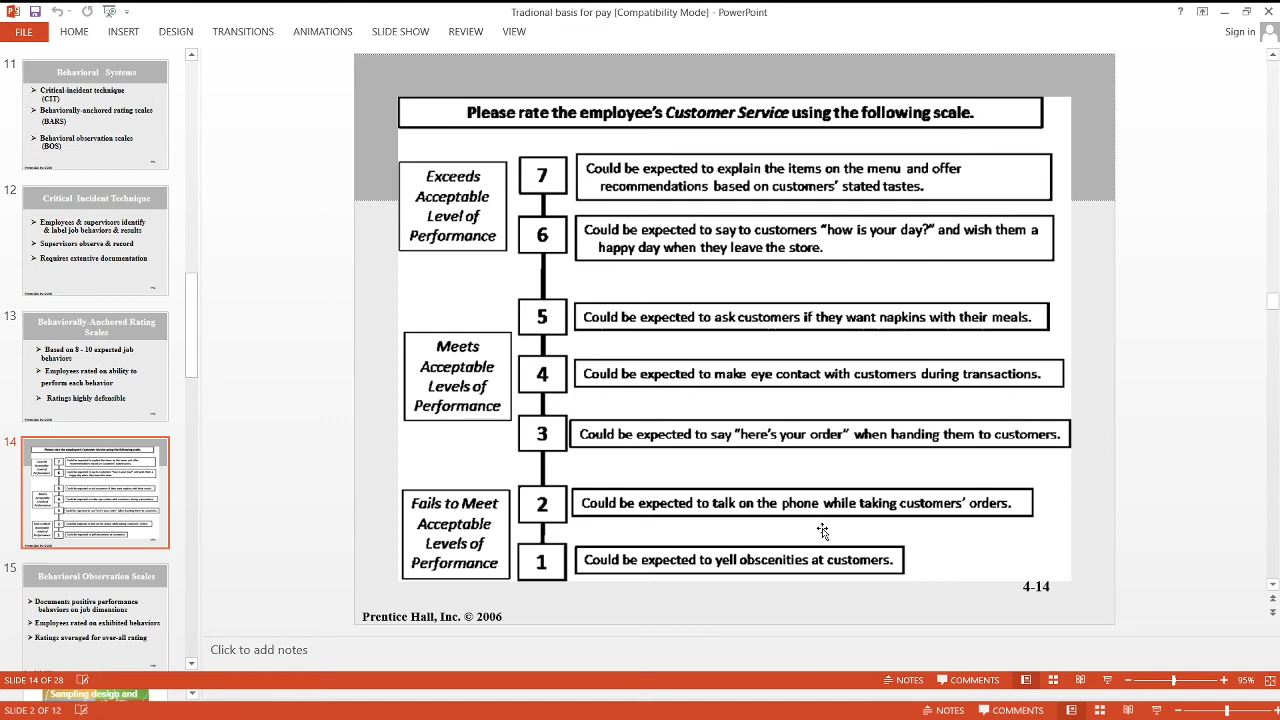 Tradional basis for pay [Compatibility Mode] - PowerPoint
?
FILE
HOME
INSERT
DESIGN
TRANSITIONS
ANIMATIONS
SLIDE SHOW
REVIEW
VIEW
Sign in
11
Behavioral Systems
Critical-incident technique
(CIT)
Behaviorally-anchored rating scales
(BARS)
Behavioral observation scales
(BOS)
12
Critical Incident Technique
Employees & supervisors identify
& label job behaviors & results
Supervisors observe & record
Requires extensive documentation
13
Behaviorally Anchored Rating
Scales
Based on 8 - 10 expected job
behaviors
Employees rated on ability to
perform each behavior
Ratings highly defensible
14
15
Behavioral Observation Scales
Documents positive performance
behaviors on job dimensions
Employees rated on exhibited behaviors
Ratings averaged for over-all rating
Please rate the employee's Customer Service using the following scale.
Exceeds
Acceptable
Level of
Performance
7
Could be expected to explain the items on the menu and offer
recommendations based on customers' stated tastes.
6
Could be expected to say to customers "how is your day?" and wish them a
happy day when they leave the store.
Meets
Acceptable
Levels of
Performance
5
Could be expected to ask customers if they want napkins with their meals.
4
Could be expected to make eye contact with customers during transactions.
3
Could be expected to say "here's your order" when handing them to customers.
Fails to Meet
Acceptable
Levels of
Performance
2
Could be expected to talk on the phone while taking customers' orders.
1
Could be expected to yell obscenities at customers.
4-14
Prentice Hall, Inc. © 2006
Click to add notes
SLIDE 14 OF 28
NOTES
COMMENTS
95%
Sampling design and
SLIDE 2 OF 12
NOTES
COMMENTS